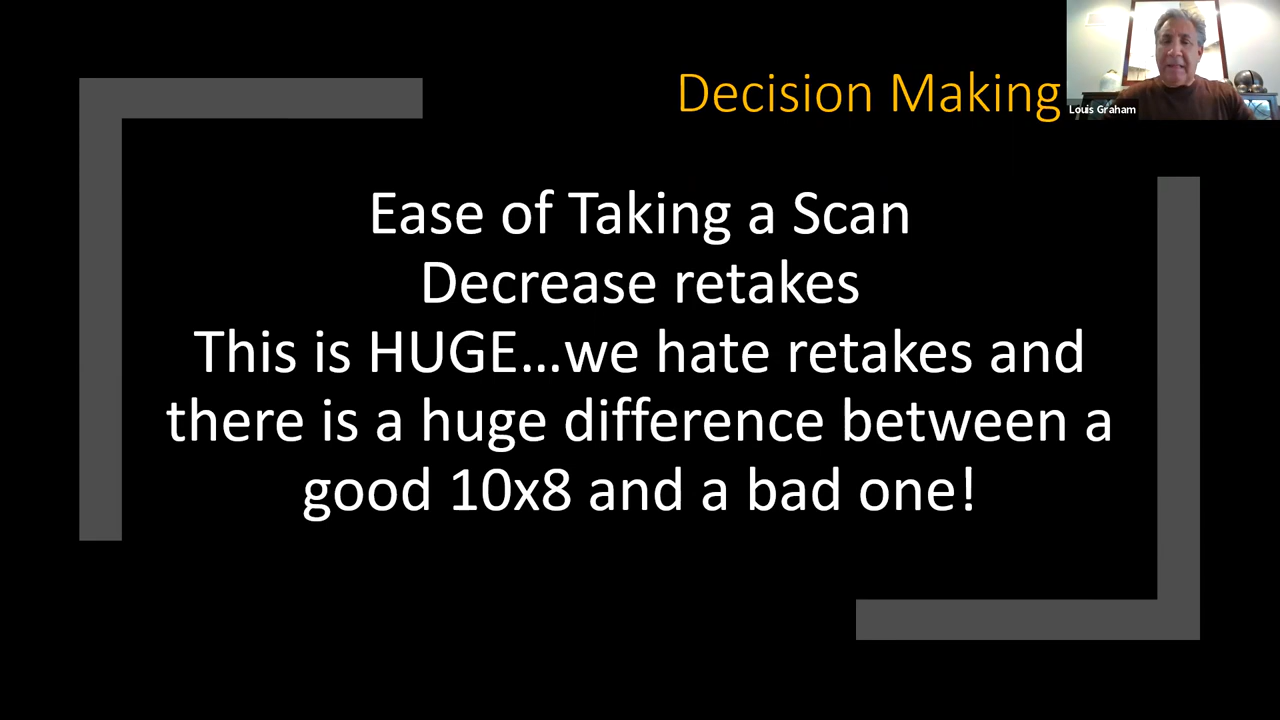 Decision Making
Louis Graham
Ease of Taking a Scan
Decrease retakes
This is HUGE...we hate retakes and
there is a huge difference between a
good 10x8 and a bad one!